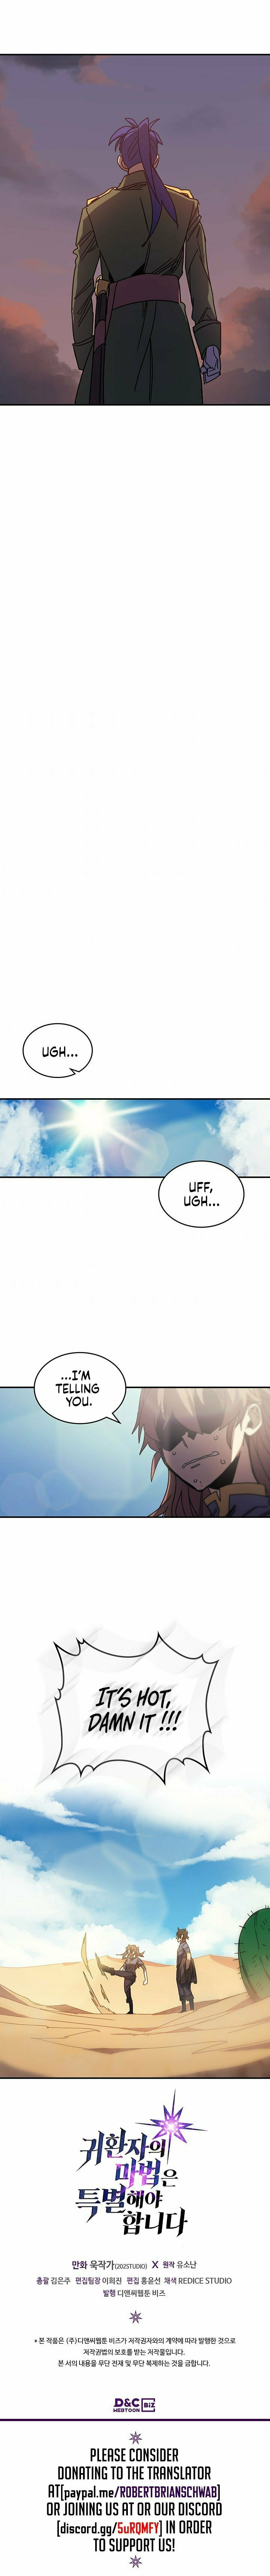 UGH...
UFF,
UGH...
...I'M
TELLING
YOU.
IT'S HOT,
DAMN IT !!!
귀환자의
마법은
특별해야
합니다
만화 욱작가(202STUDIO) X 원작 유소난
총괄 김은주 편집팀장 이희진 편집 홍윤선 채색 REDICE STUDIO
발행 디앤씨웹툰 비즈
* 본 작품은 (주)디앤씨웹툰 비즈가 저작권자와의 계약에 따라 발행한 것으로
저작권법의 보호를 받는 저작물입니다.
본 서의 내용을 무단 전재 및 무단 복제하는 것을 금합니다.
D&C BIZ
WEBTOON
PLEASE CONSIDER
DONATING TO THE TRANSLATOR
AT[paypal.me/ROBERTBRIANSCHWAB]
OR JOINING US AT OR OUR DISCORD
[discord.gg/5uRQMFY] IN ORDER
TO SUPPORT US!